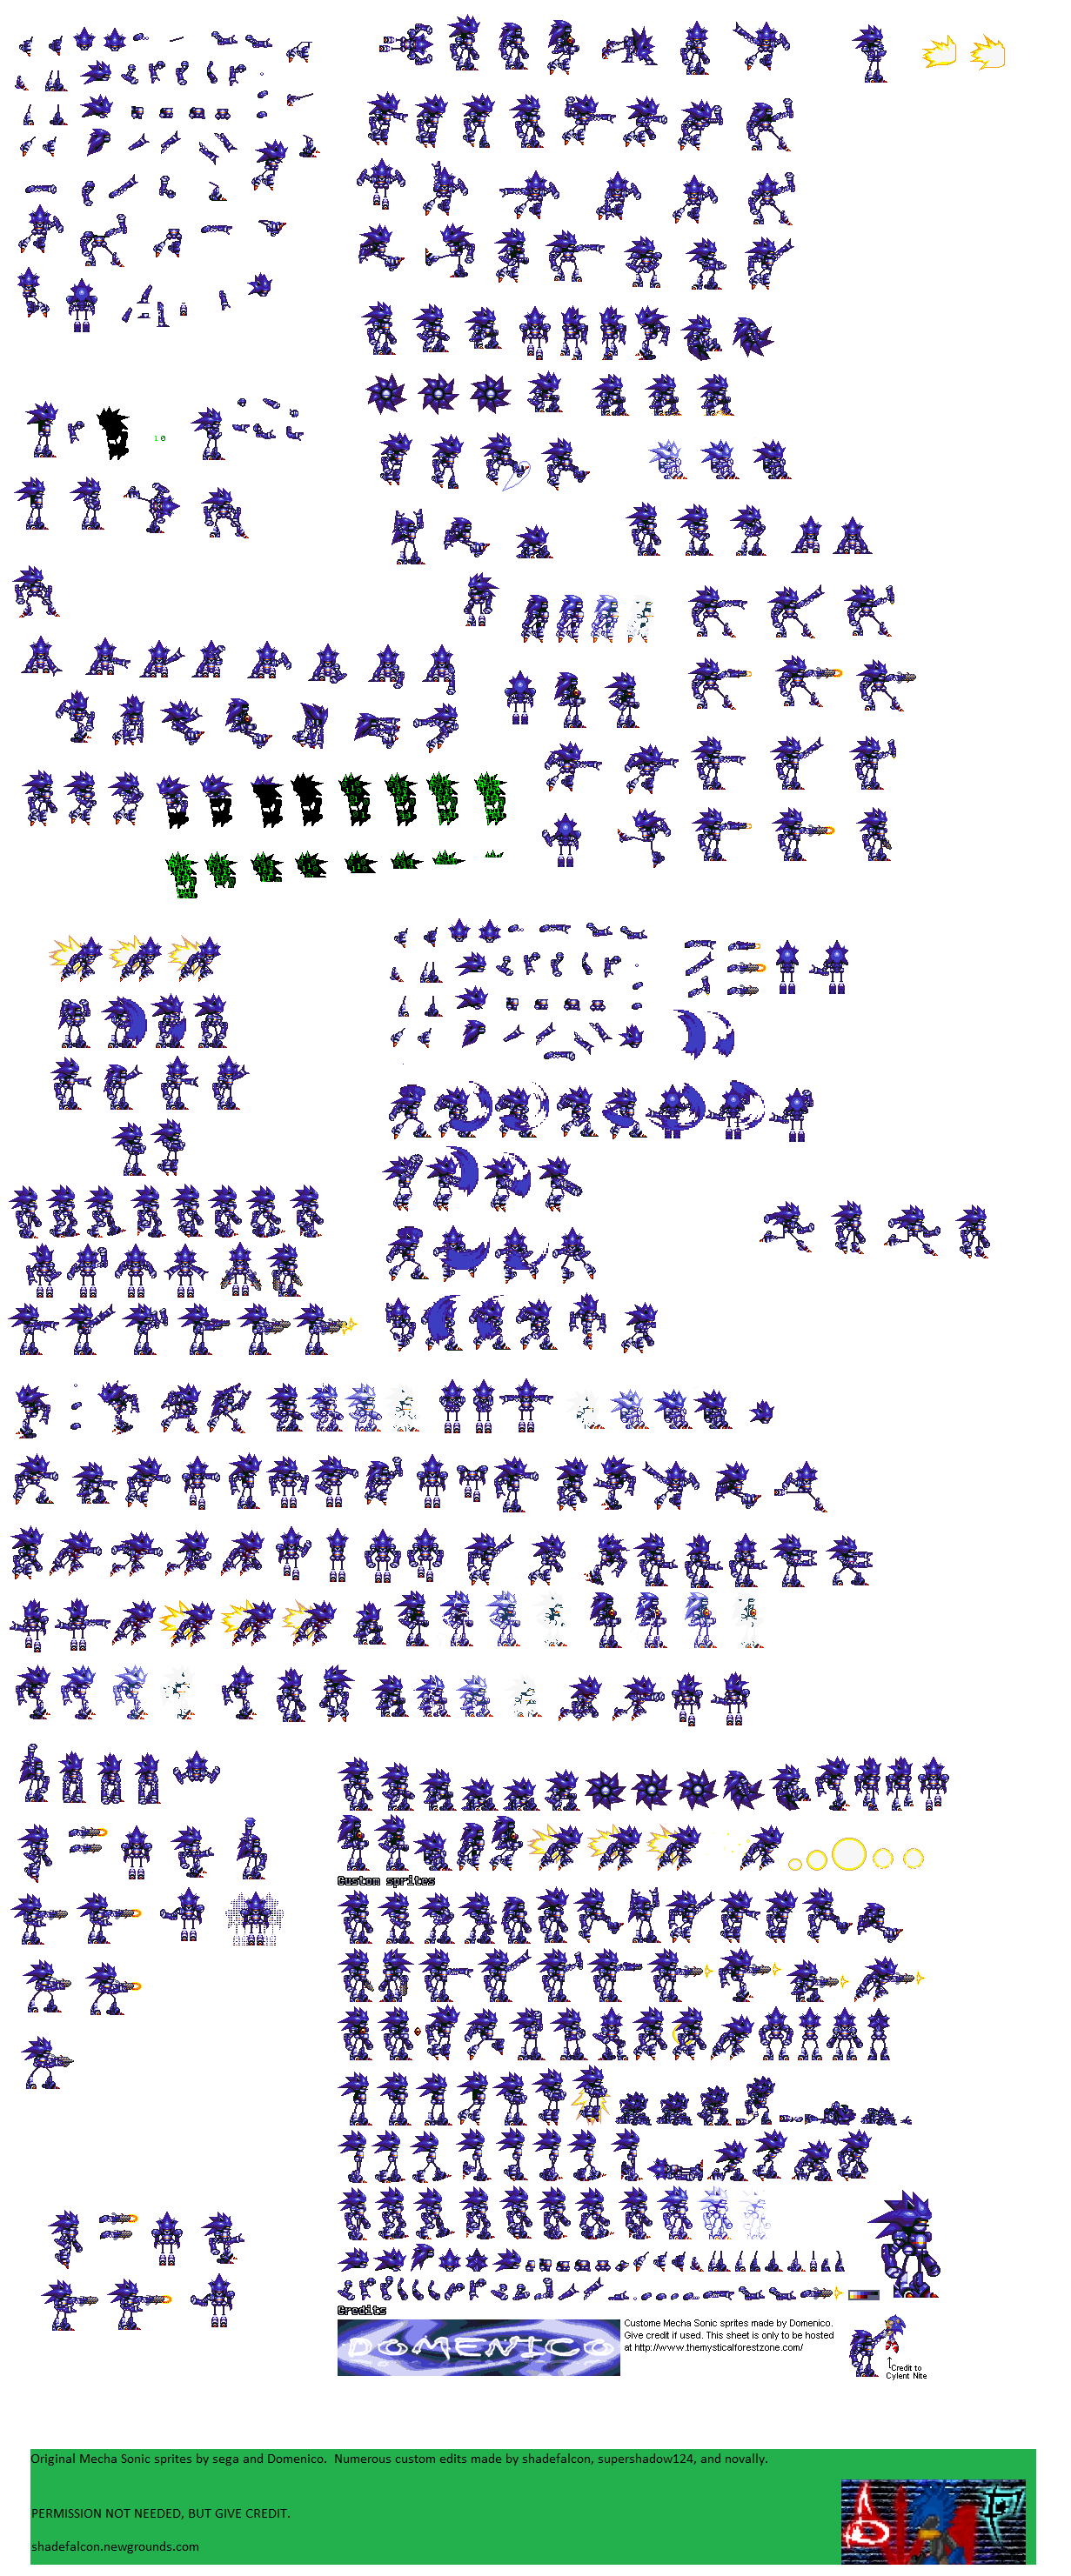 1 0
Custom sprites
Credits
DOMENICO
Custome Mecha Sonic sprites made by Domenico.
Give credit if used. This sheet is only to be hosted
at http://www.themysticalforestzone.com/
Credit to
Cylent Nite
Original Mecha Sonic sprites by sega and Domenico. Numerous custom edits made by shadefalcon, supershadow124, and novally.
PERMISSION NOT NEEDED, BUT GIVE CREDIT.
shadefalcon.newgrounds.com